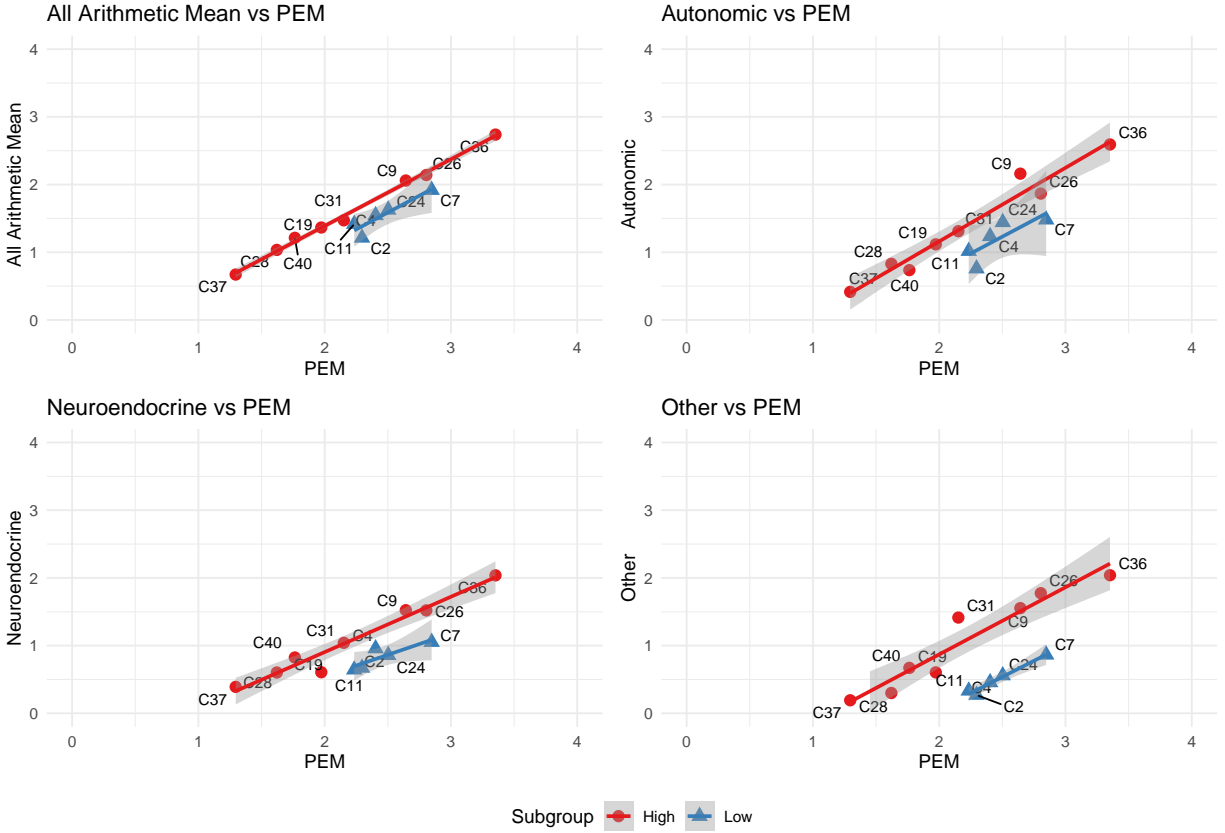 All Arithmetic Mean vs PEM
All Arithmetic Mean
4
3
2
1
0
C36
C26
C9
C7
C24
C31
C4
C19
C11
C2
C40
C28
C37
0 1 2 3 4
PEM
Autonomic vs PEM
Autonomic
4
3
2
1
0
C36
C9
C26
C24
C7
C31
C4
C19
C11
C2
C28
C40
C37
0 1 2 3 4
PEM
Neuroendocrine vs PEM
Neuroendocrine
4
3
2
1
0
C36
C9
C26
C31
C4
C7
C40
C2
C24
C19
C11
C28
C37
0 1 2 3 4
PEM
Other vs PEM
Other
4
3
2
1
0
C36
C26
C31
C9
C7
C40
C19
C24
C11
C4
C2
C28
C37
0 1 2 3 4
PEM
Subgroup High Low